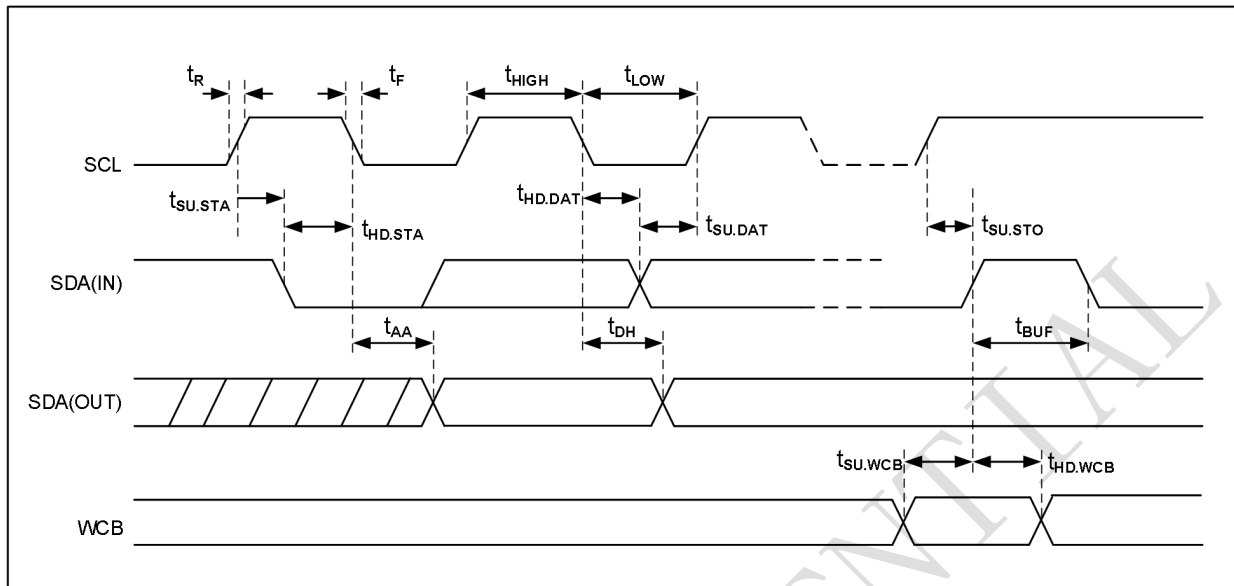 tR
tF
tHIGH
tLOW
SCL
tSU.STA
tHD.STA
tHD.DAT
tSU.DAT
tSU.STO
SDA(IN)
tAA
tDH
tBUF
SDA(OUT)
tSU.WCB
tHD.WCB
WCB
NTIAL